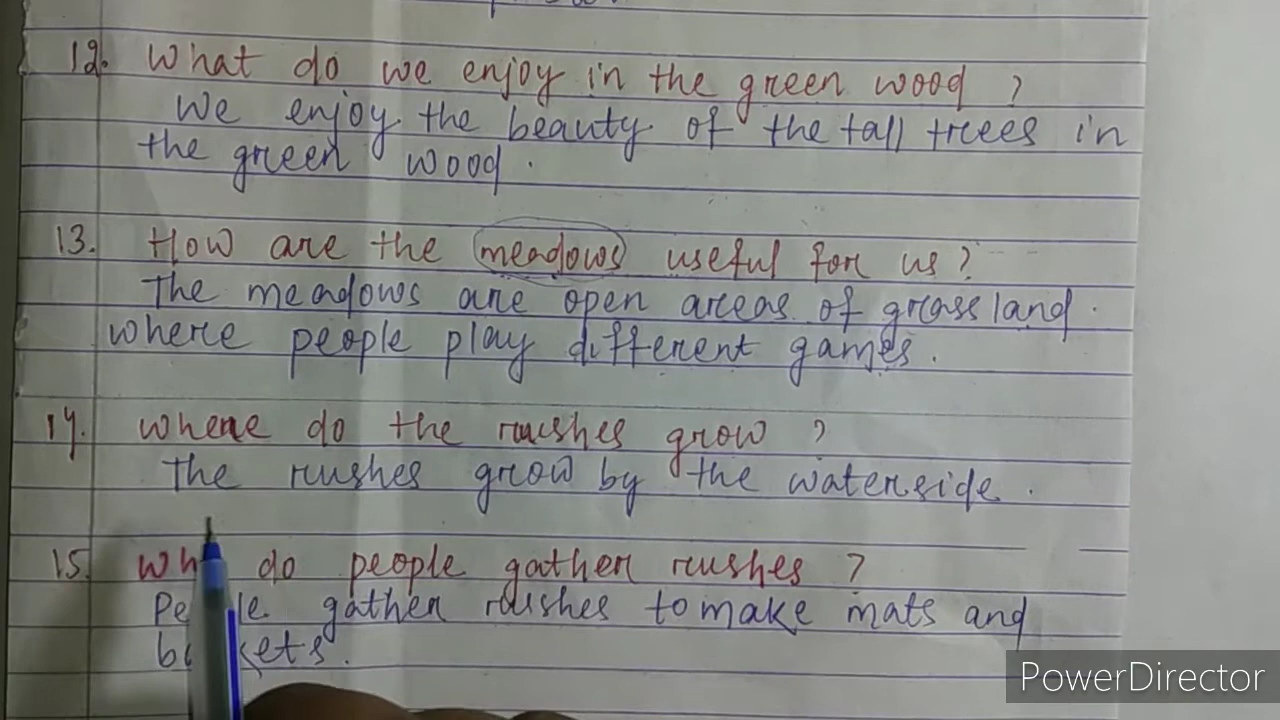 12. What do we enjoy in the green wood ?
We enjoy the beauty of the tall trees in
the green wood.
13. How are the meadows useful for us?
The meadows are open areas of grass land.
where people play different games.
14. Where do the rushes grow ?
The rushes grow by the waterside.
15. do people gather rushes ?
gather rushes to make mats and
PowerDirector